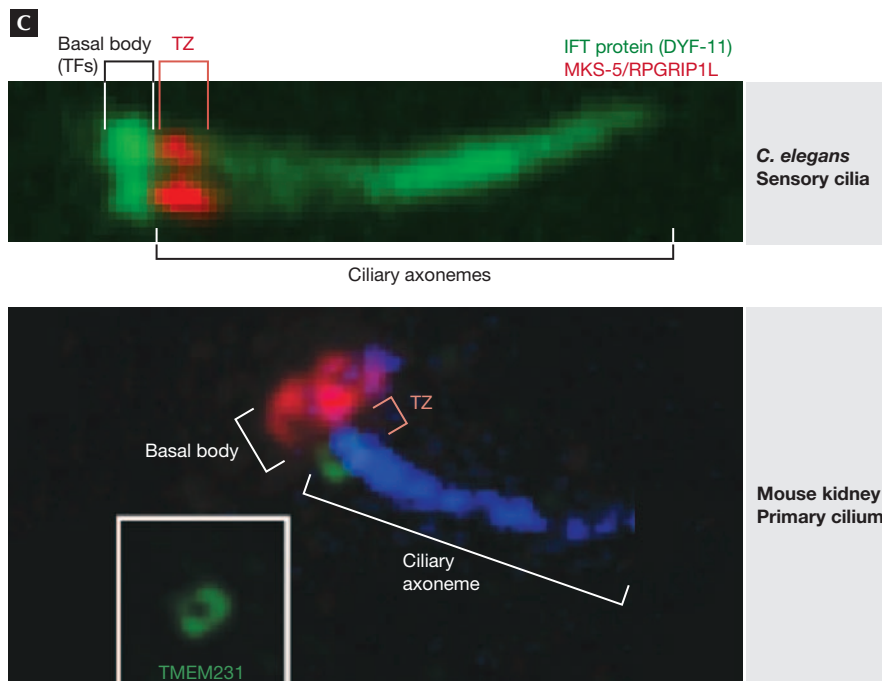 C
Basal body
(TFs)
TZ
IFT protein (DYF-11)
MKS-5/RPGRIP1L
C. elegans
Sensory cilia
Ciliary axonemes
TZ
Basal body
Mouse kidney
Primary cilium
Ciliary
axoneme
TMEM231